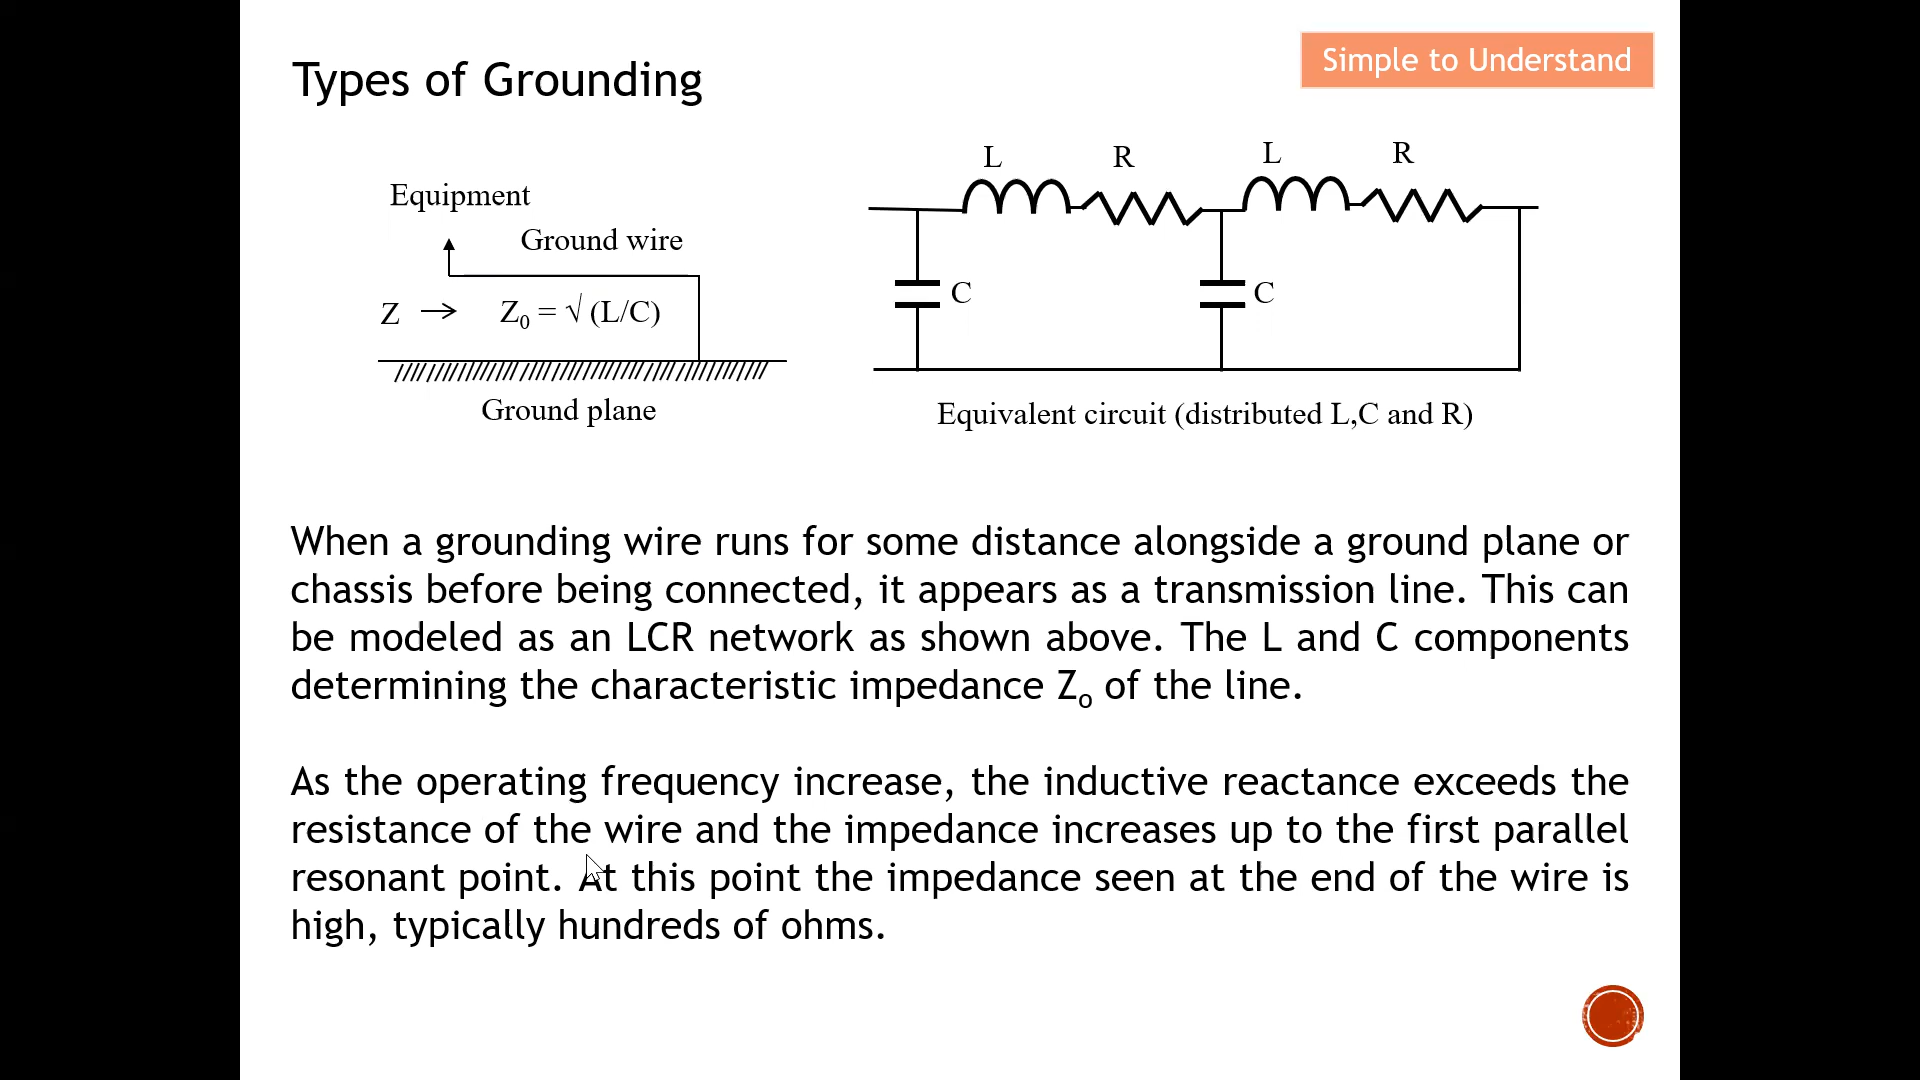 Types of Grounding
Simple to Understand
Equipment
Ground wire
Z
Z₀ = √ (L/C)
Ground plane
L
R
L
R
C
C
Equivalent circuit (distributed L,C and R)
When a grounding wire runs for some distance alongside a ground plane or
chassis before being connected, it appears as a transmission line. This can
be modeled as an LCR network as shown above. The L and C components
determining the characteristic impedance Zₒ of the line.
As the operating frequency increase, the inductive reactance exceeds the
resistance of the wire and the impedance increases up to the first parallel
resonant point. At this point the impedance seen at the end of the wire is
high, typically hundreds of ohms.